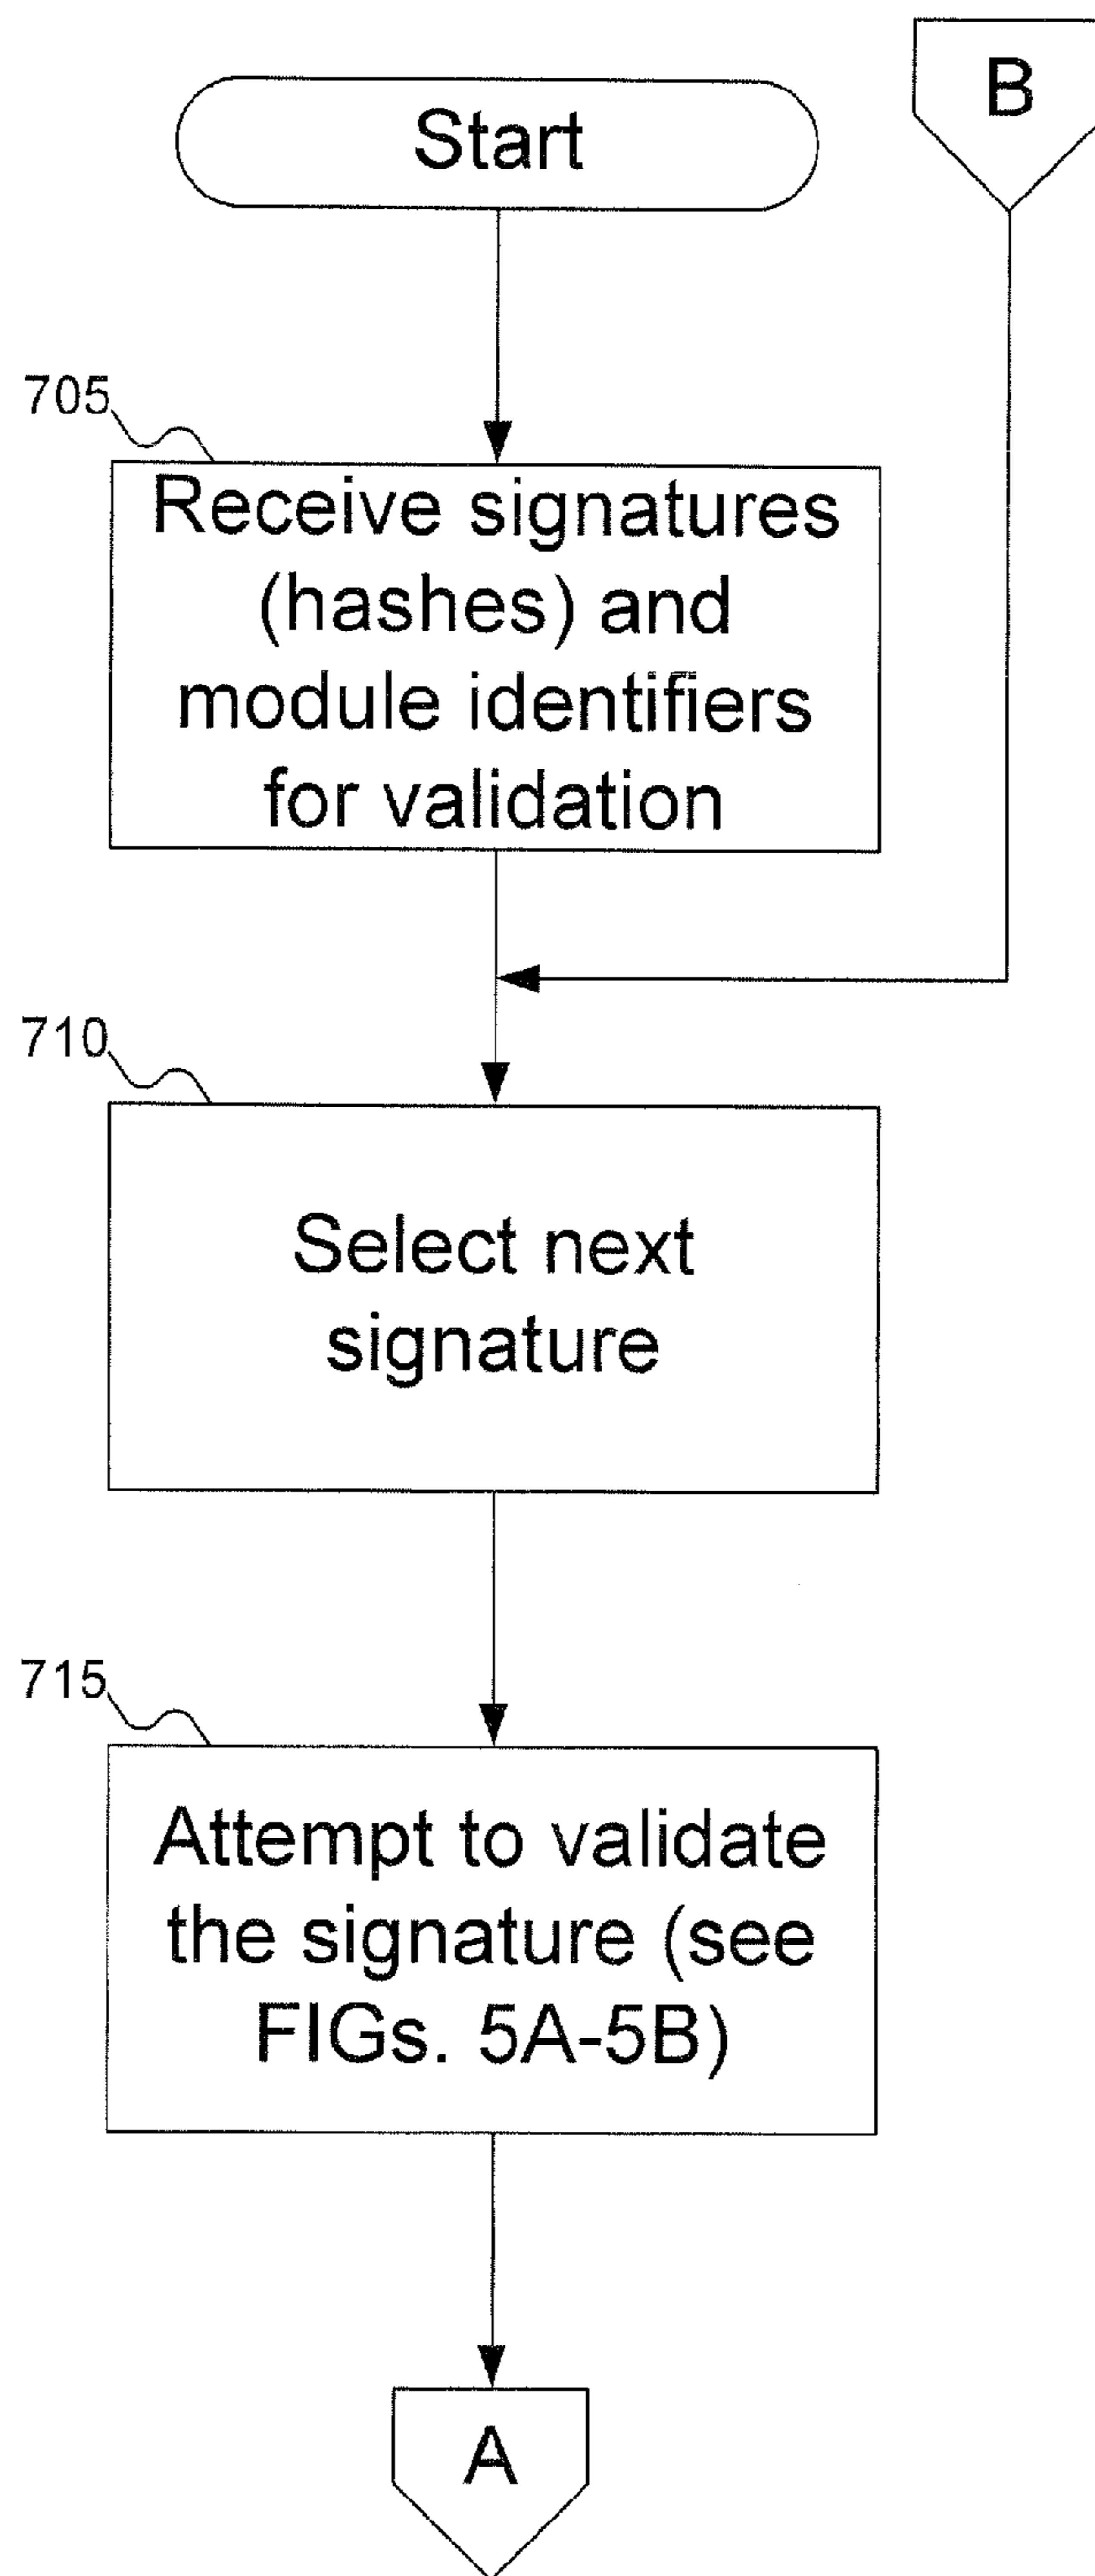 B
Start
705
Receive signatures
(hashes) and
module identifiers
for validation
710
Select next
signature
715
Attempt to validate
the signature (see
FIGs. 5A-5B)
A